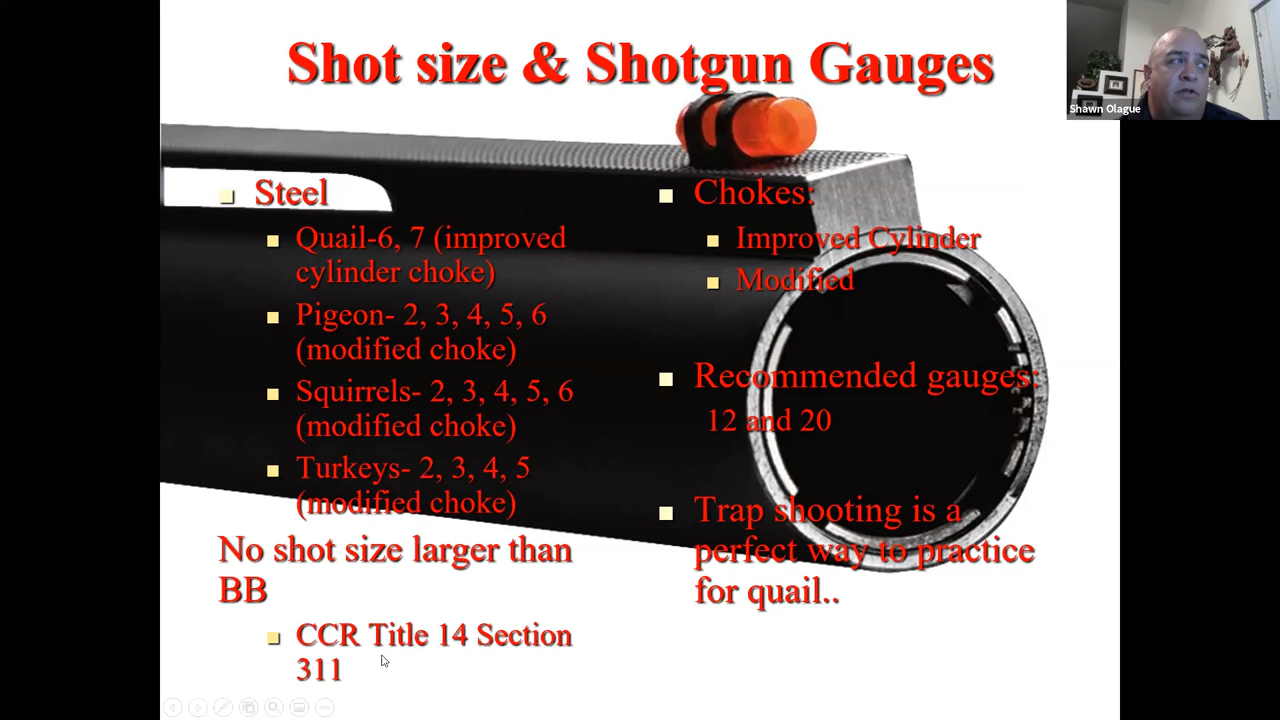 Shot size & Shotgun Gauges
Shawn Olague
Steel
Quail-6, 7 (improved
cylinder choke)
Pigeon- 2, 3, 4, 5, 6
(modified choke)
Squirrels- 2, 3, 4, 5, 6
(modified choke)
Turkeys- 2, 3, 4, 5
(modified choke)
No shot size larger than
BB
CCR Title 14 Section
311
Chokes:
Improved Cylinder
Modified
Recommended gauges:
12 and 20
Trap shooting is a
perfect way to practice
for quail..